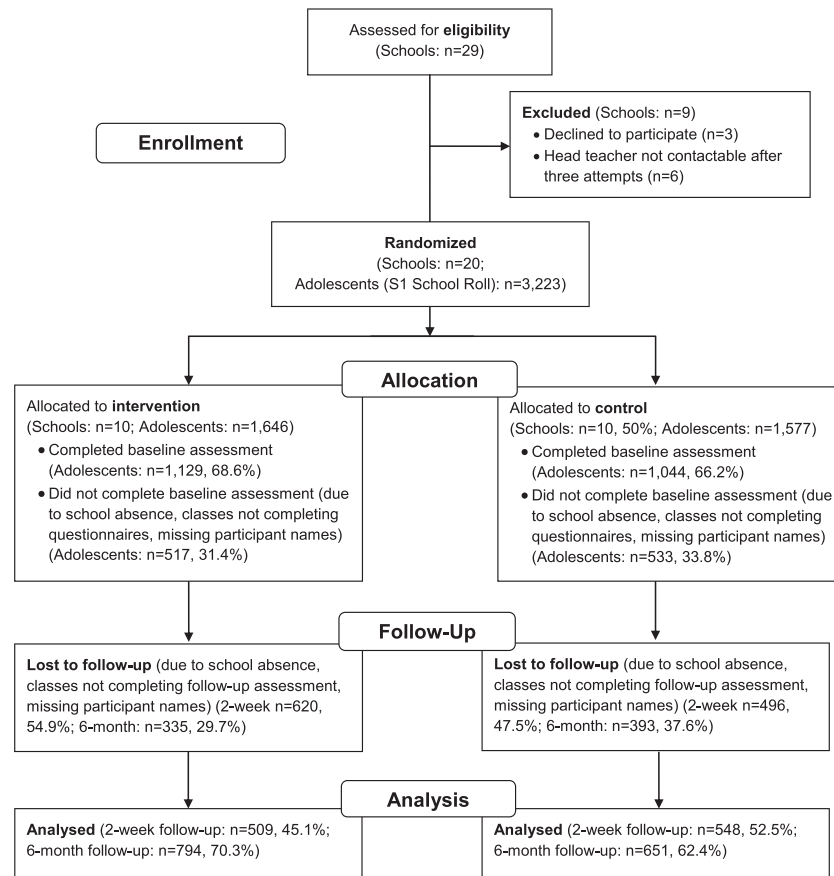 Assessed for eligibility
(Schools: n=29)
Excluded (Schools: n=9)
• Declined to participate (n=3)
• Head teacher not contactable after
three attempts (n=6)
Enrollment
Randomized
(Schools: n=20;
Adolescents (S1 School Roll): n=3,223)
Allocation
Allocated to intervention
(Schools: n=10; Adolescents: n=1,646)
• Completed baseline assessment
(Adolescents: n=1,129, 68.6%)
• Did not complete baseline assessment (due
to school absence, classes not completing
questionnaires, missing participant names)
(Adolescents: n=517, 31.4%)
Allocated to control
(Schools: n=10, 50%; Adolescents: n=1,577)
• Completed baseline assessment
(Adolescents: n=1,044, 66.2%)
• Did not complete baseline assessment (due
to school absence, classes not completing
questionnaires, missing participant names)
(Adolescents: n=533, 33.8%)
Follow-Up
Lost to follow-up (due to school absence,
classes not completing follow-up assessment,
missing participant names) (2-week n=620,
54.9%; 6-month: n=335, 29.7%)
Lost to follow-up (due to school absence,
classes not completing follow-up assessment,
missing participant names) (2-week n=496,
47.5%; 6-month: n=393, 37.6%)
Analysis
Analysed (2-week follow-up: n=509, 45.1%;
6-month follow-up: n=794, 70.3%)
Analysed (2-week follow-up: n=548, 52.5%;
6-month follow-up: n=651, 62.4%)